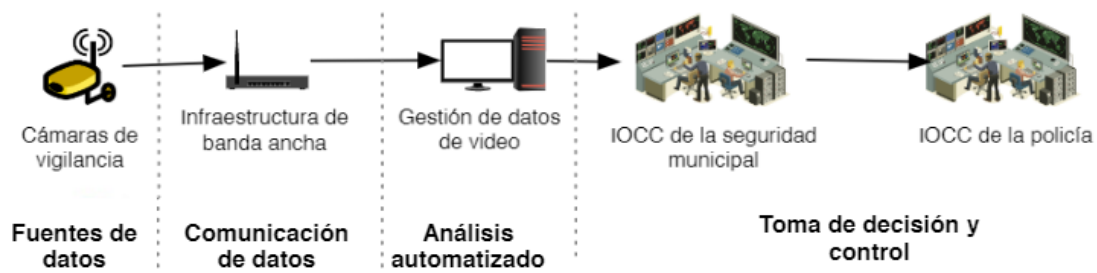 Cámaras de
vigilancia
Infraestructura de
banda ancha
Gestión de datos
de video
IOCC de la seguridad
municipal
IOCC de la policía
Fuentes de
datos
Comunicación
de datos
Análisis
automatizado
Toma de decisión y
control